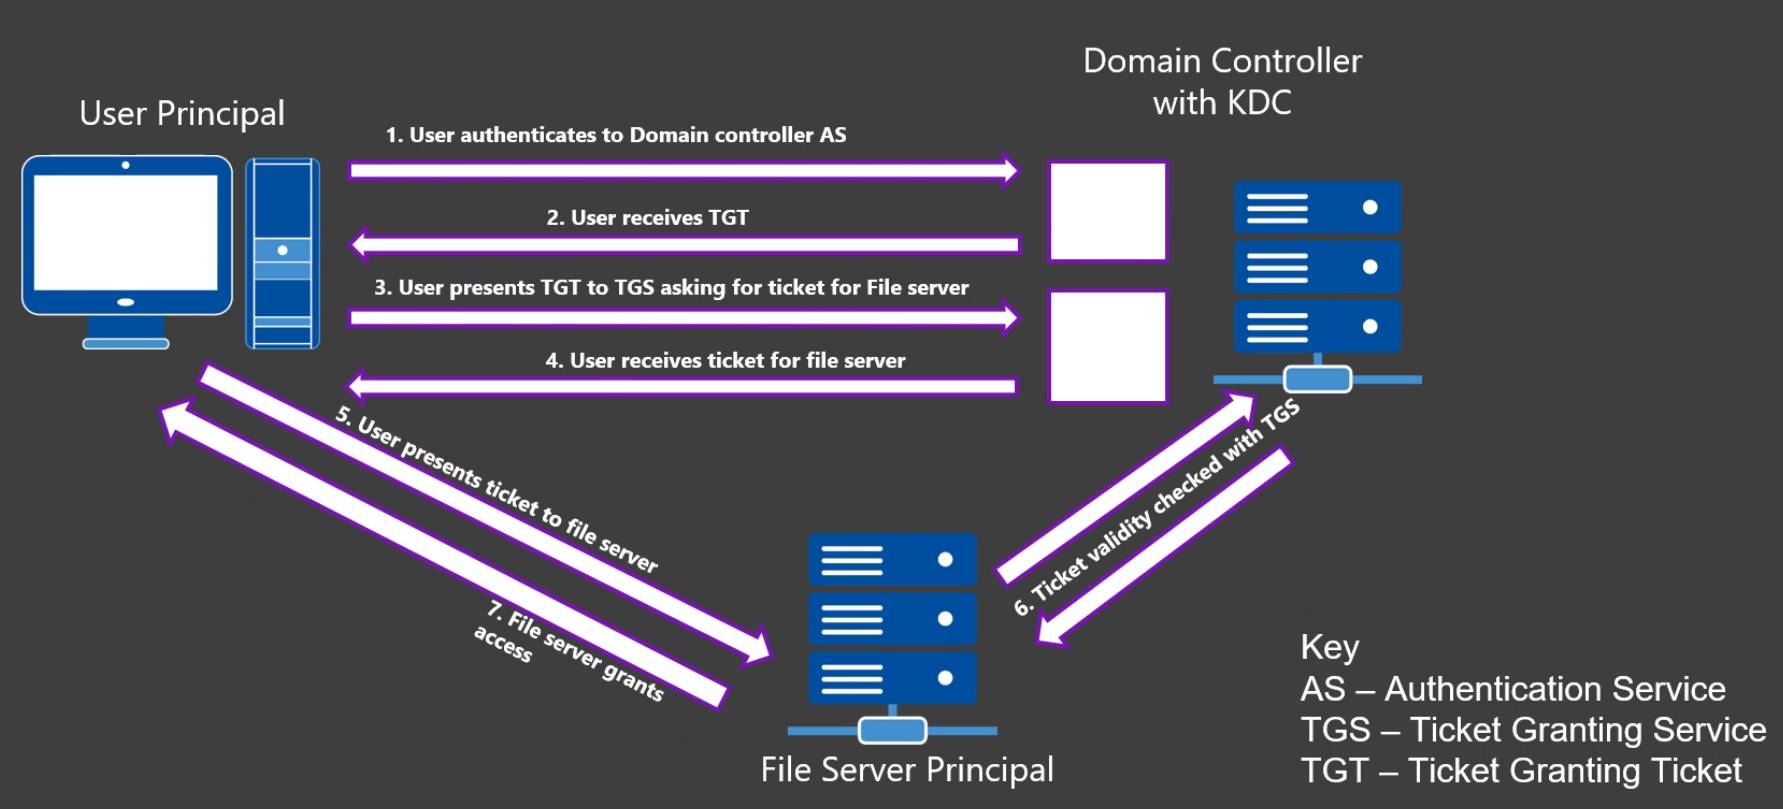 Domain Controller
with KDC
User Principal
1. User authenticates to Domain controller AS
2. User receives TGT
3. User presents TGT to TGS asking for ticket for File server
4. User receives ticket for file server
5. User presents ticket to file server
6. Ticket validity checked with TGS
7. File server grants
access
File Server Principal
Key
AS – Authentication Service
TGS – Ticket Granting Service
TGT – Ticket Granting Ticket